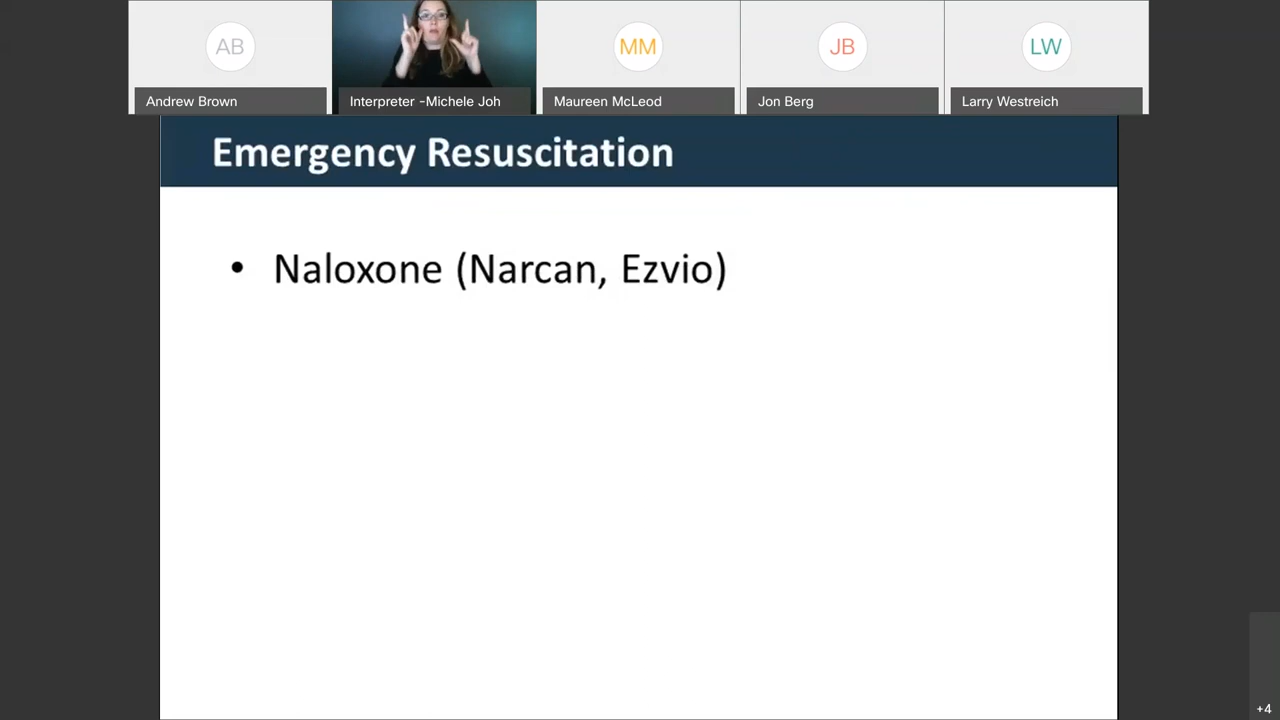 AB
MM
JB
LW
Andrew Brown
Interpreter -Michele Joh
Maureen McLeod
Jon Berg
Larry Westreich
Emergency Resuscitation
• Naloxone (Narcan, Ezvio)
+4